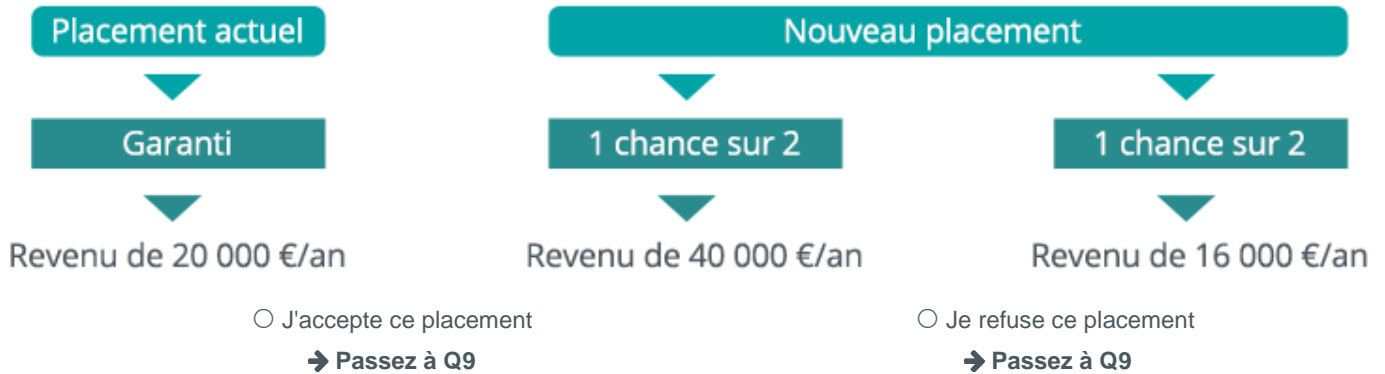 Placement actuel
Nouveau placement
Garanti
1 chance sur 2
1 chance sur 2
Revenu de 20 000 €/an
Revenu de 40 000 €/an
Revenu de 16 000 €/an
J'accepte ce placement
Je refuse ce placement
Passez à Q9
Passez à Q9